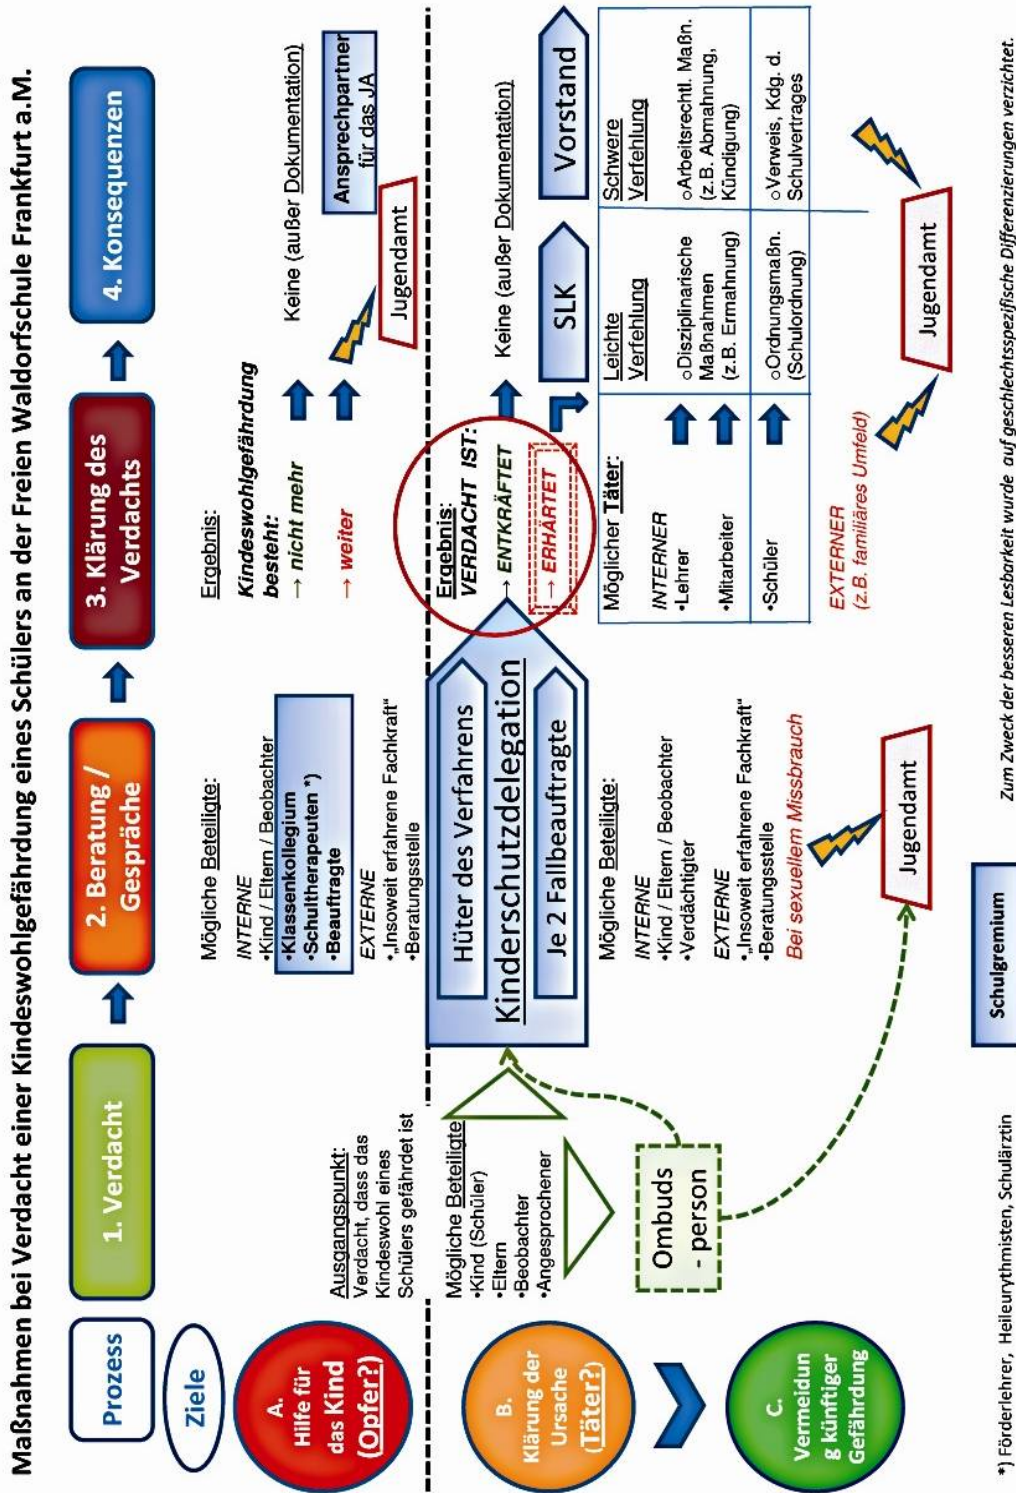 Maßnahmen bei Verdacht einer Kindeswohlgefährdung eines Schülers an der Freien Waldorfschule Frankfurt a.M.
Prozess
1. Verdacht
2. Beratung /
Gespräche
3. Klärung des
Verdachts
4. Konsequenzen
Ziele
A.
Hilfe für
das Kind
(Opfer?)
Ausgangspunkt:
Verdacht, dass das
Kindeswohl eines
Schülers gefährdet ist
Mögliche Beteiligte:
INTERNE
•Kind / Eltern / Beobachter
•Klassenkollegium
•Schultherapeuten *)
•Beauftragte
EXTERNE
•„Insoweit erfahrene Fachkraft“
•Beratungsstelle
Ergebnis:
Kindeswohlgefährdung
besteht:
→ nicht mehr
→ weiter
Keine (außer Dokumentation)
Ansprechpartner
für das JA
Jugendamt
B.
Klärung der
Ursache
(Täter?)
Mögliche Beteiligte
•Kind (Schüler)
•Eltern
•Beobachter
•Angesprochener
Ombuds
- person
Hüter des Verfahrens
Kinderschutzdelegation
Je 2 Fallbeauftragte
Mögliche Beteiligte:
INTERNE
•Kind / Eltern / Beobachter
•Verdächtigter
EXTERNE
•„Insoweit erfahrene Fachkraft“
•Beratungsstelle
Bei sexuellem Missbrauch
Jugendamt
Ergebnis:
VERDACHT IST:
→ ENTKRÄFTET
→ ERHÄRTET
Keine (außer Dokumentation)
SLK
Vorstand
Möglicher Täter:
INTERNER
•Lehrer
•Mitarbeiter
•Schüler
Leichte
Verfehlung
○Disziplinarische
Maßnahmen
(z.B. Ermahnung)
○Ordnungsmaßn.
(Schulordnung)
Schwere
Verfehlung
○Arbeitsrechtl. Maßn.
(z.B. Abmahnung,
Kündigung)
○Verweis, Kdg. d.
Schulvertrages
EXTERNER
(z.B. familiäres Umfeld)
Jugendamt
C.
Vermeidun
g künftiger
Gefährdung
*) Förderlehrer, Heileurythmisten, Schulärztin
Schulgremium
Zum Zweck der besseren Lesbarkeit wurde auf geschlechtsspezifische Differenzierungen verzichtet.